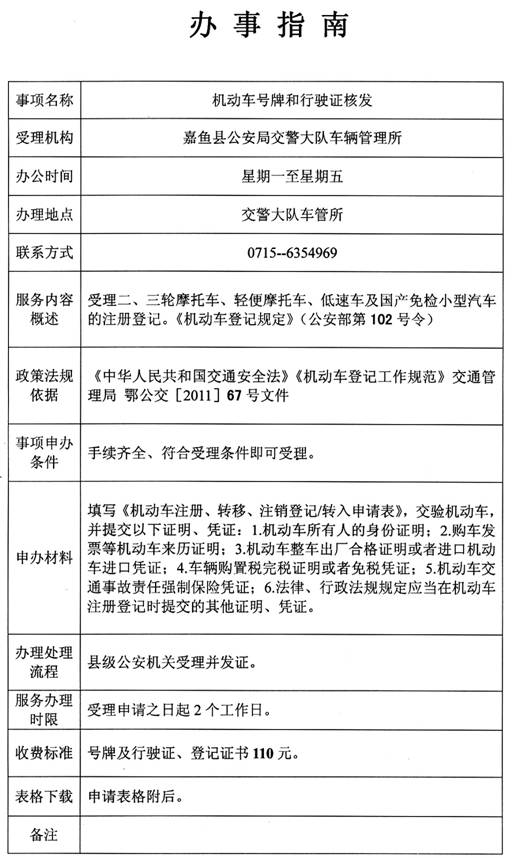 办事指南
事项名称 机动车号牌和行驶证核发
受理机构 嘉鱼县公安局交警大队车辆管理所
办公时间 星期一至星期五
办理地点 交警大队车管所
联系方式 0715--6354969
服务内容
概述
受理二、三轮摩托车、轻便摩托车、低速车及国产免检小型汽车
的注册登记。《机动车登记规定》（公安部第 102 号令）
政策法规
依据
《中华人民共和国交通安全法》《机动车登记工作规范》交通管
理局 鄂公交［2011］67 号文件
事项申办
条件
手续齐全、符合受理条件即可受理。
申办材料
填写《机动车注册、转移、注销登记/转入申请表》，交验机动车，
并提交以下证明、凭证：1.机动车所有人的身份证明；2.购车发
票等机动车来历证明；3.机动车整车出厂合格证明或者进口机动
车进口凭证；4.车辆购置税完税证明或者免税凭证；5.机动车交
通事故责任强制保险凭证；6.法律、行政法规规定应当在机动车
注册登记时提交的其他证明、凭证。
办理处理
流程
县级公安机关受理并发证。
服务办理
时限
受理申请之日起 2 个工作日。
收费标准 号牌及行驶证、登记证书 110 元。
表格下载 申请表格附后。
备注